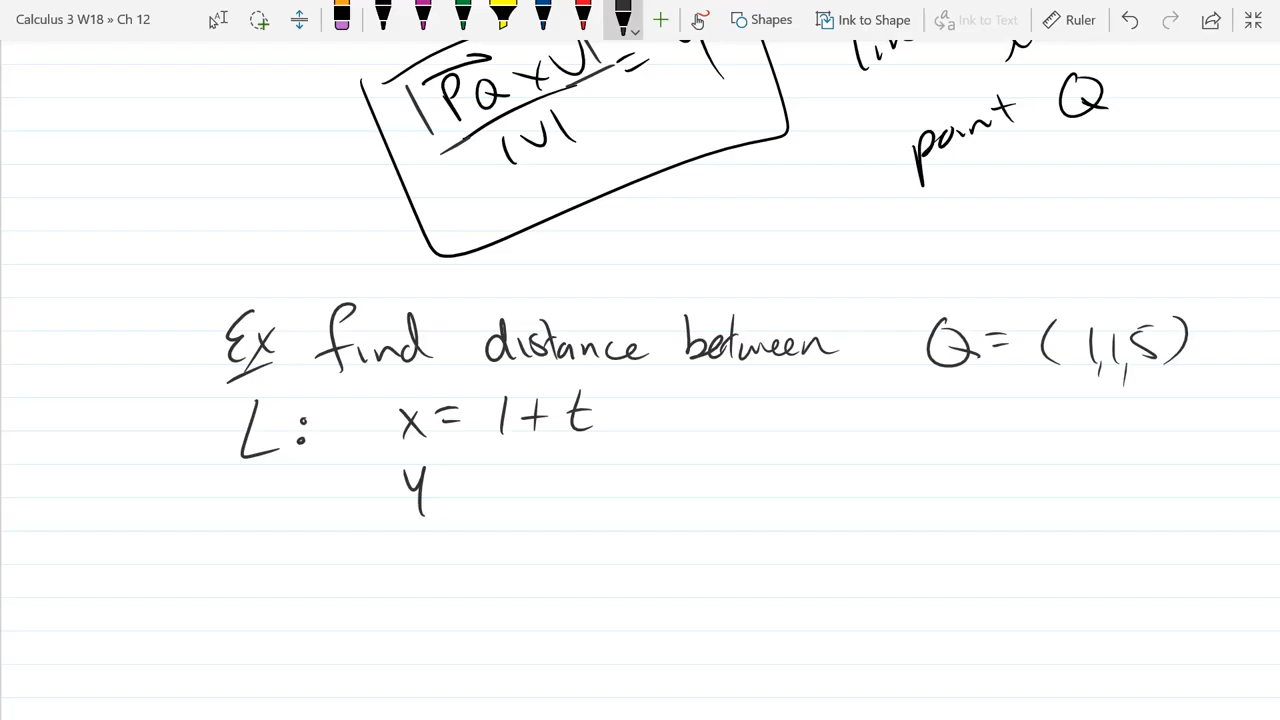 Calculus 3 W18 » Ch 12
Shapes
Ink to Shape
Ink to Text
Ruler
|PQ × V| / |V| =
point Q
Ex find distance between Q = (1,1,5)
L: x = 1 + t
y